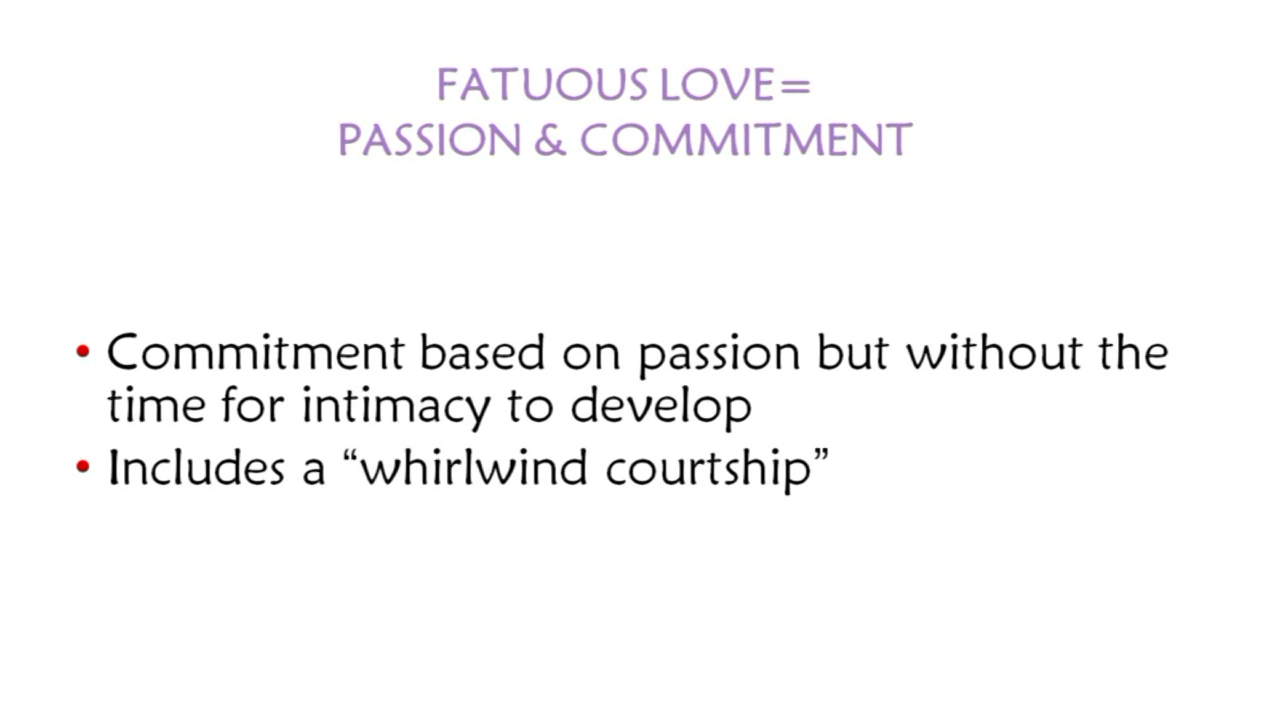 FATUOUS LOVE=
PASSION & COMMITMENT
• Commitment based on passion but without the
time for intimacy to develop
• Includes a “whirlwind courtship”